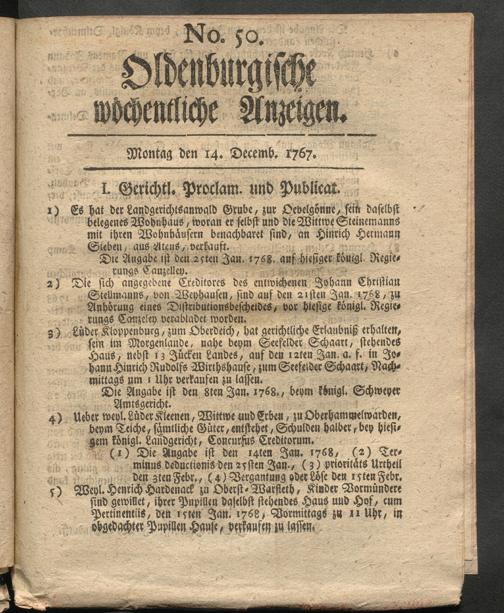 No. 50.
Oldenburgische
wöchentliche Anzeigen.
Montag den 14. Decemb. 1767.
I. Gerichtl. Proclam. und Publicat.
1) Es hat der Landgerichtsanwald Grube, zur Oevelgönne, sein daselbst
belegenes Wohnhaus, woran er selbst und die Wittwe Steinemanns
mit ihren Wohnhäusern benachbaret sind, an Hinrich Hermann
Sieben, aus Atens, verkauft.
Die Angabe ist den 25ten Jan. 1768. auf hiesiger königl. Regie-
rungs Canzelley.
2) Die sich angegebene Creditores des entwichenen Johann Christian
Stellmanns, von Weyhausen, sind auf den 21sten Jan. 1768, zu
Anhörung eines Distributionsbescheides, vor hiesige königl. Regie-
rungs Canzeley verabladet worden.
3) Lüder Kloppenburg, zum Oberdeich, hat gerichtliche Erlaubniß erhalten,
sein im Morgenlande, nahe beym Seefelder Schaart, stehendes
Haus, nebst 13 Jücken Landes, auf den 12ten Jan. a. f. in Jo-
hann Hinrich Rudolfs Wirthshause, zum Seefelder Schaart, Nach-
mittags um 1 Uhr verkaufen zu lassen.
Die Angabe ist den 8ten Jan. 1768., beym königl. Schweyer
Amtsgericht.
4) Ueber weyl. Lüder Kleenen, Wittwe und Erben, zu Oberhammelwarden,
beym Teiche, sämtliche Güter, entstehet, Schulden halber, bey hiesi-
gem königl. Landgericht, Concursus Creditorum.
(1) Die Angabe ist den 14ten Jan. 1768, (2) Ter-
minus deductionis den 25sten Jan., (3) prioritäts Urtheil
den 3ten Febr., (4) Vergantung oder Löse den 15ten Febr.
5) Weyl. Henrich Hardenack zu Oberst-Warfleth, Kinder Vormündere
sind gewillet, ihrer Pupillen daselbst stehendes Haus und Hof, cum
Pertinentiis, den 15ten Jan. 1768, Vormittags zu 11 Uhr, in
obgedachter Pupillen Hause, verkaufen zu lassen.